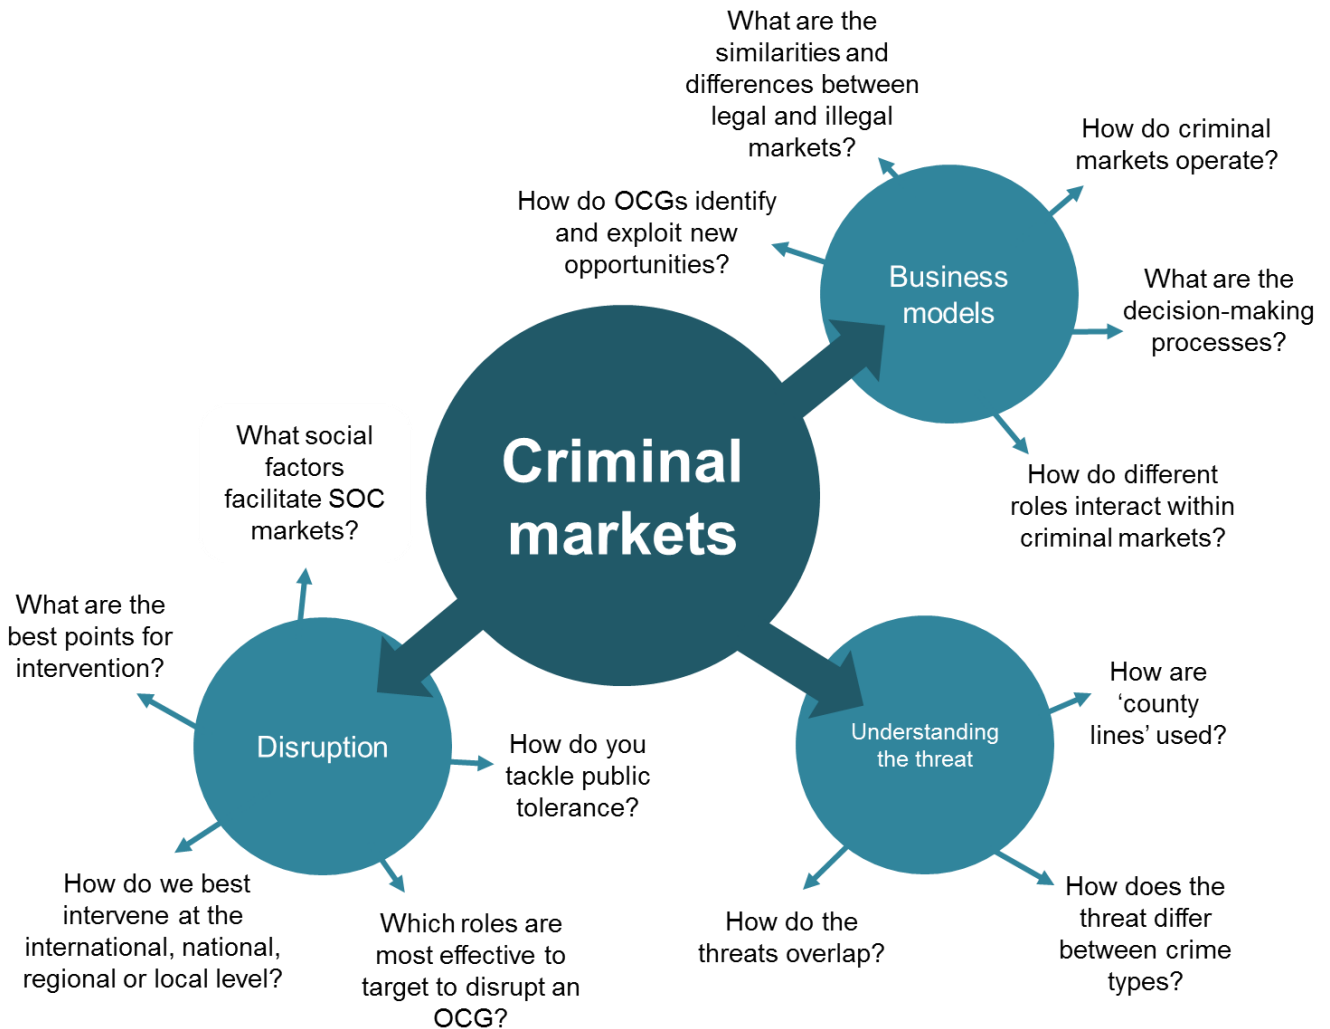 What are the
similarities and
differences between
legal and illegal
markets?
How do criminal
markets operate?
How do OCGs identify
and exploit new
opportunities?
Business
models
What are the
decision-making
processes?
How do different
roles interact within
criminal markets?
Criminal
markets
What social
factors
facilitate SOC
markets?
What are the
best points for
intervention?
Disruption
How do you
tackle public
tolerance?
How do we best
intervene at the
international, national,
regional or local level?
Which roles are
most effective to
target to disrupt an
OCG?
Understanding
the threat
How are
‘county
lines’ used?
How do the
threats overlap?
How does the
threat differ
between crime
types?